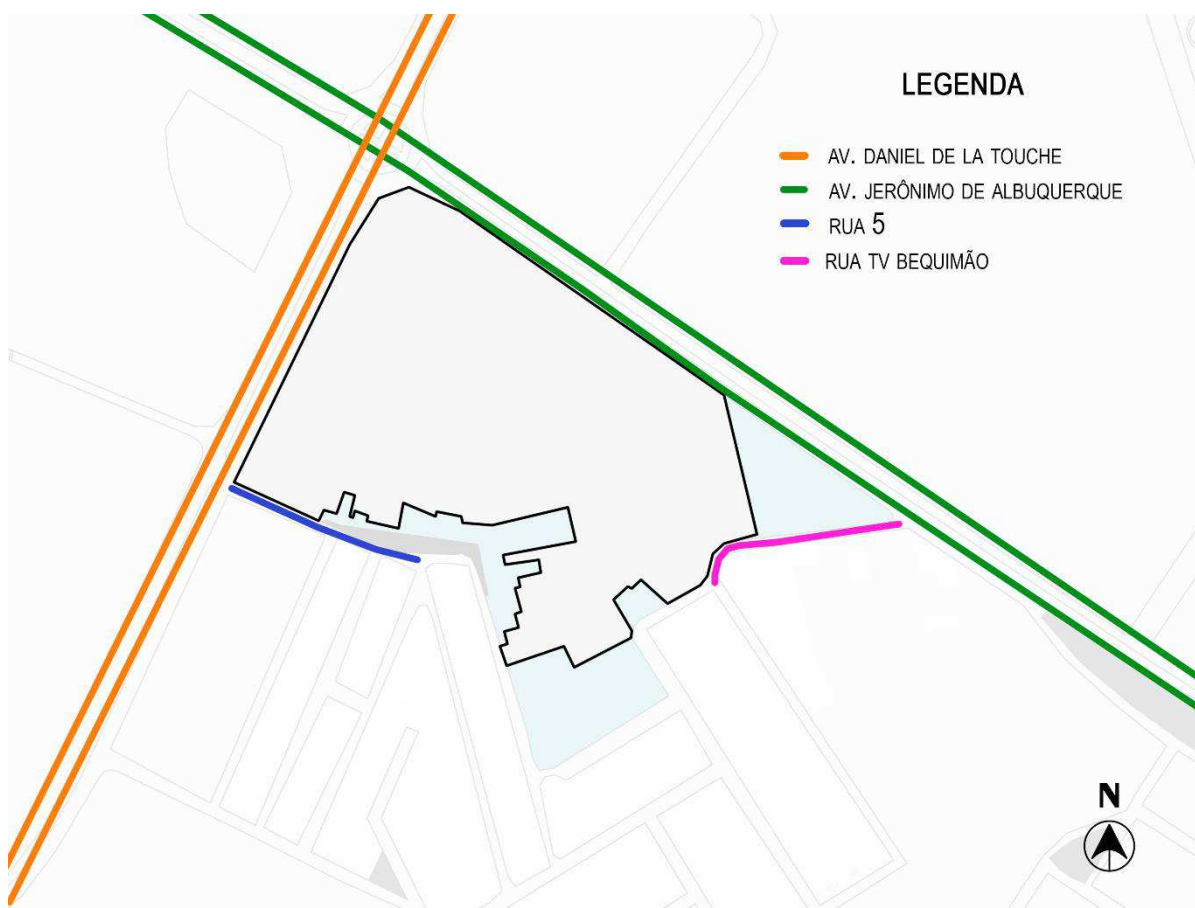 LEGENDA
AV. DANIEL DE LA TOUCHE
AV. JERÔNIMO DE ALBUQUERQUE
RUA 5
RUA TV BEQUIMÃO
N